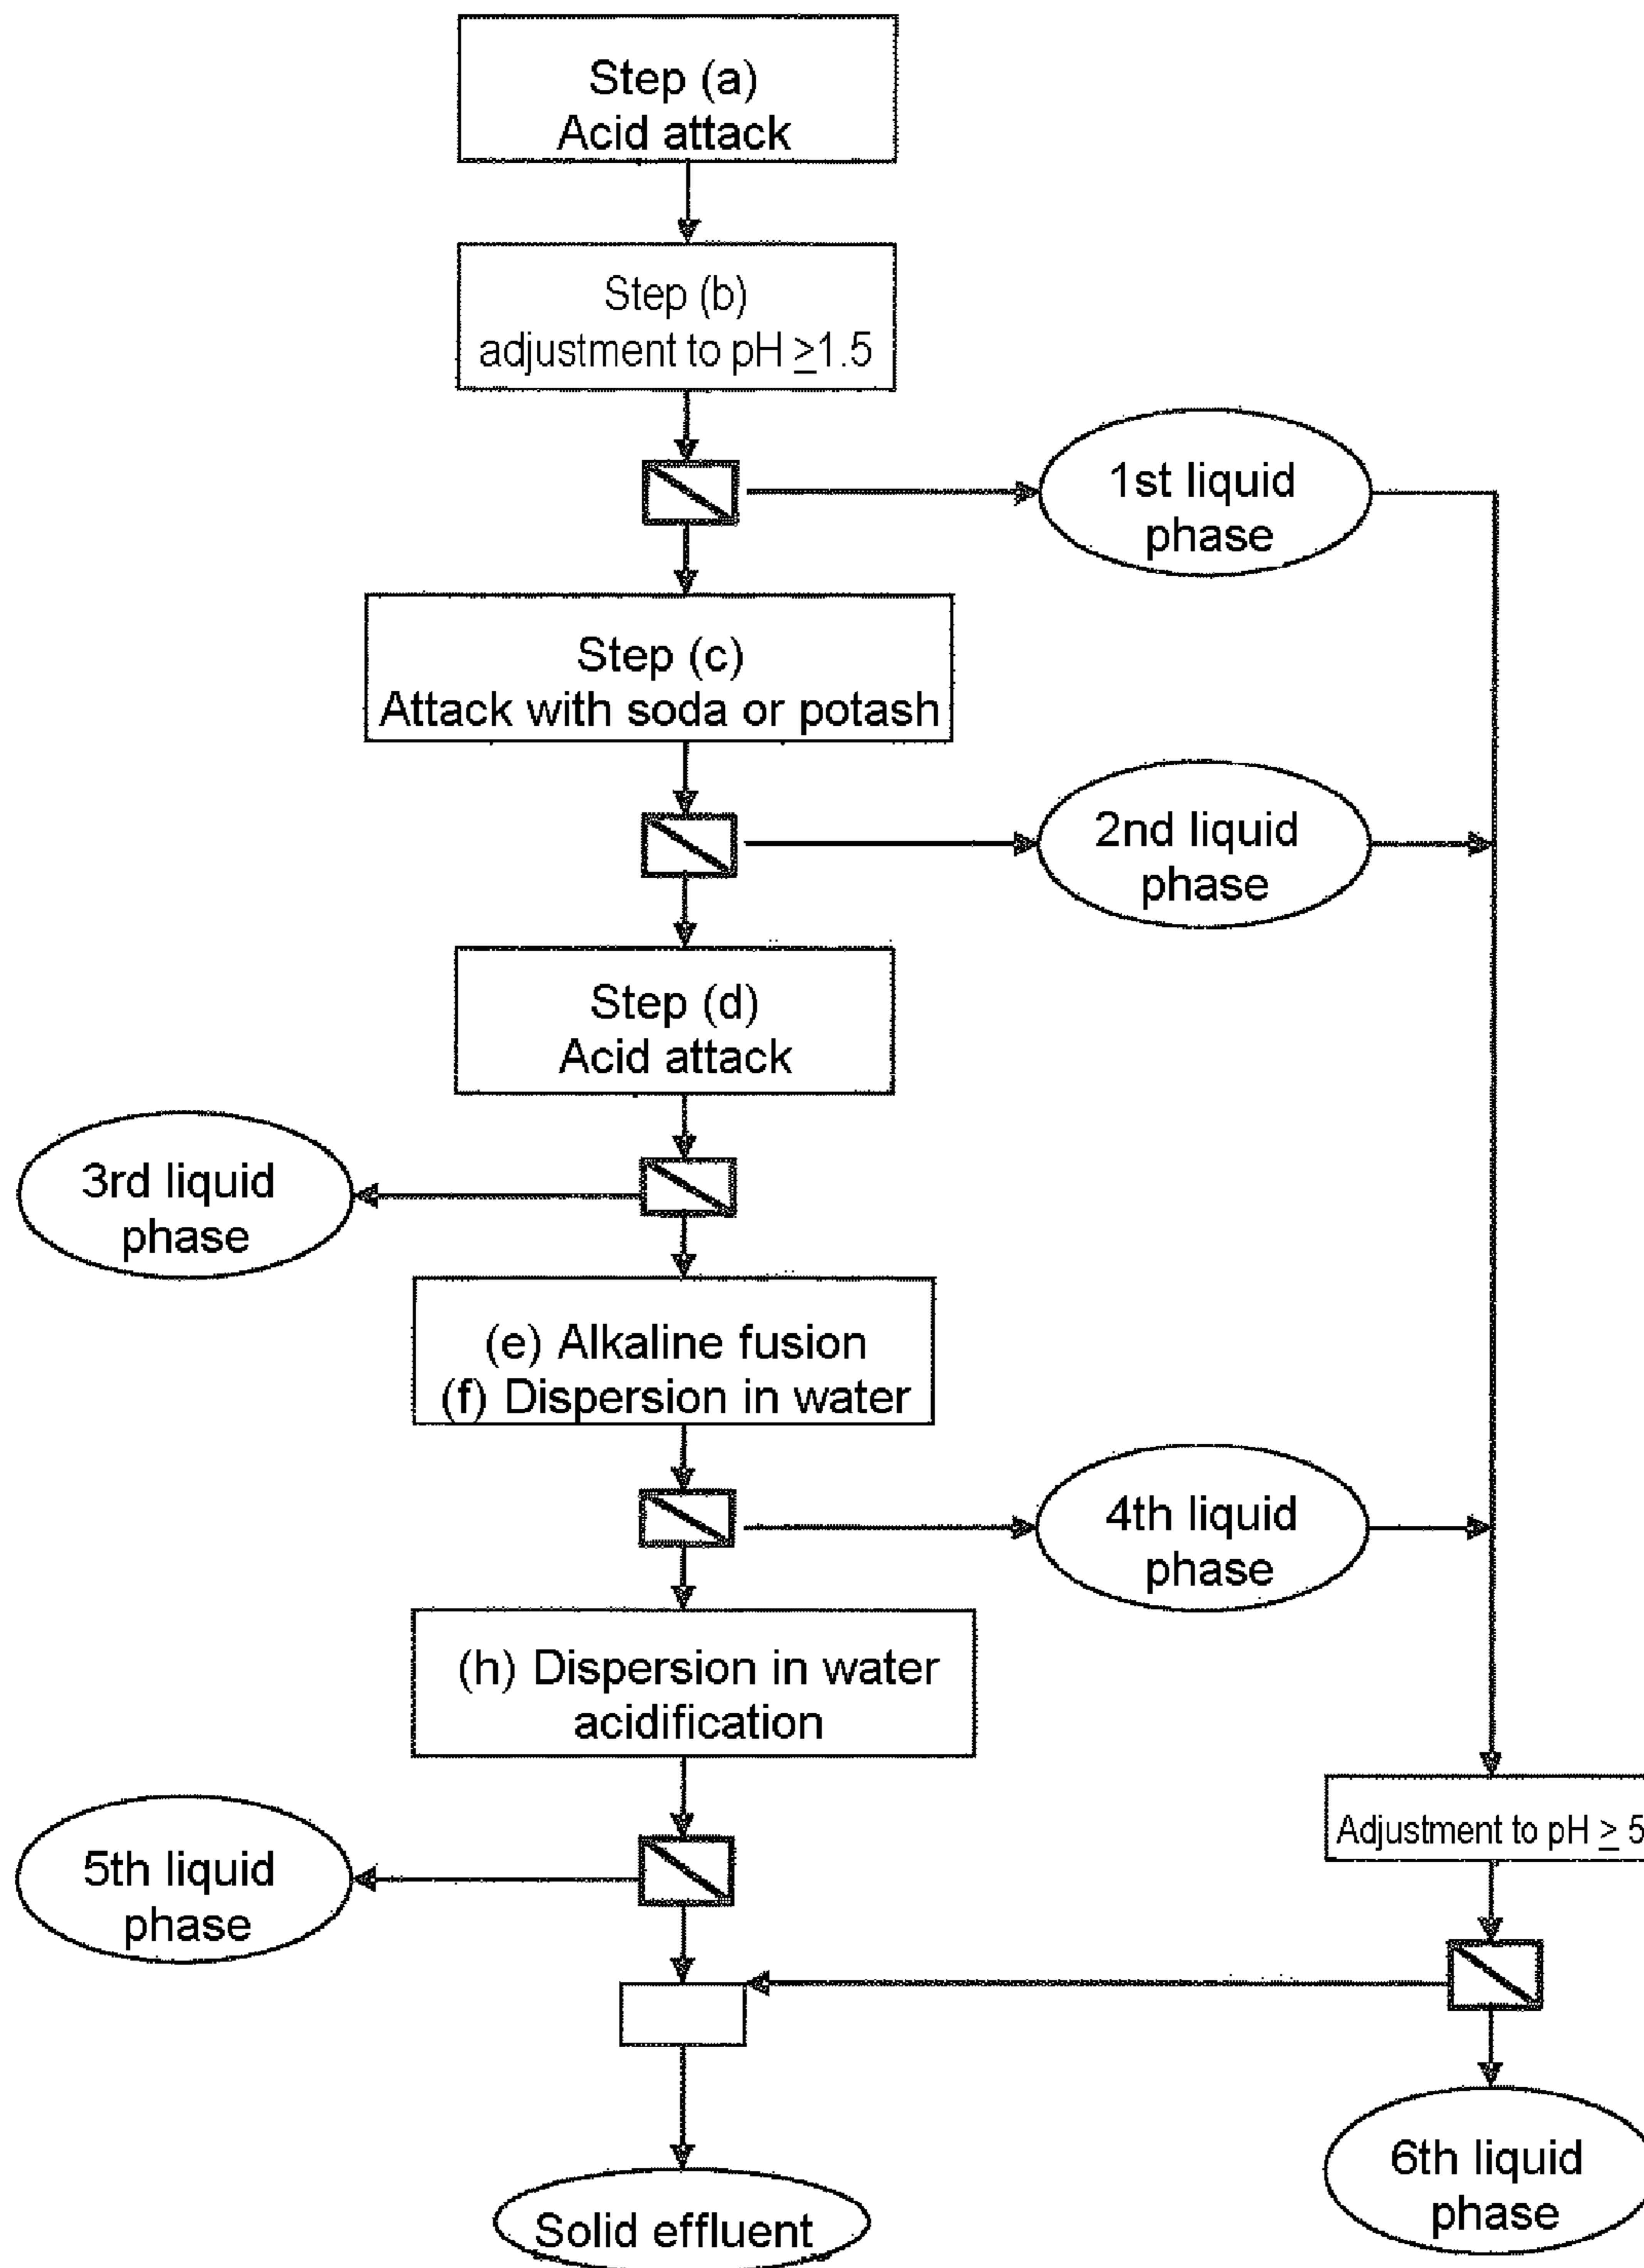 Step (a)
Acid attack
Step (b)
adjustment to pH ≥1.5
1st liquid
phase
Step (c)
Attack with soda or potash
2nd liquid
phase
Step (d)
Acid attack
3rd liquid
phase
(e) Alkaline fusion
(f) Dispersion in water
4th liquid
phase
(h) Dispersion in water
acidification
Adjustment to pH ≥ 5
5th liquid
phase
6th liquid
phase
Solid effluent